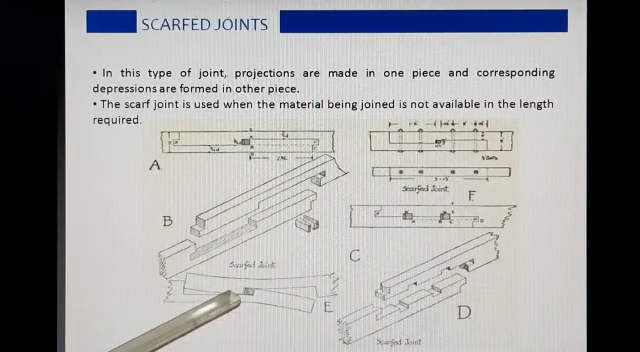 SCARFED JOINTS
• In this type of joint, projections are made in one piece and corresponding
depressions are formed in other piece.
• The scarf joint is used when the material being joined is not available in the length
required.
A
B
Scarfed Joint
E
Scarfed Joint
F
C
D
Scarfed Joint